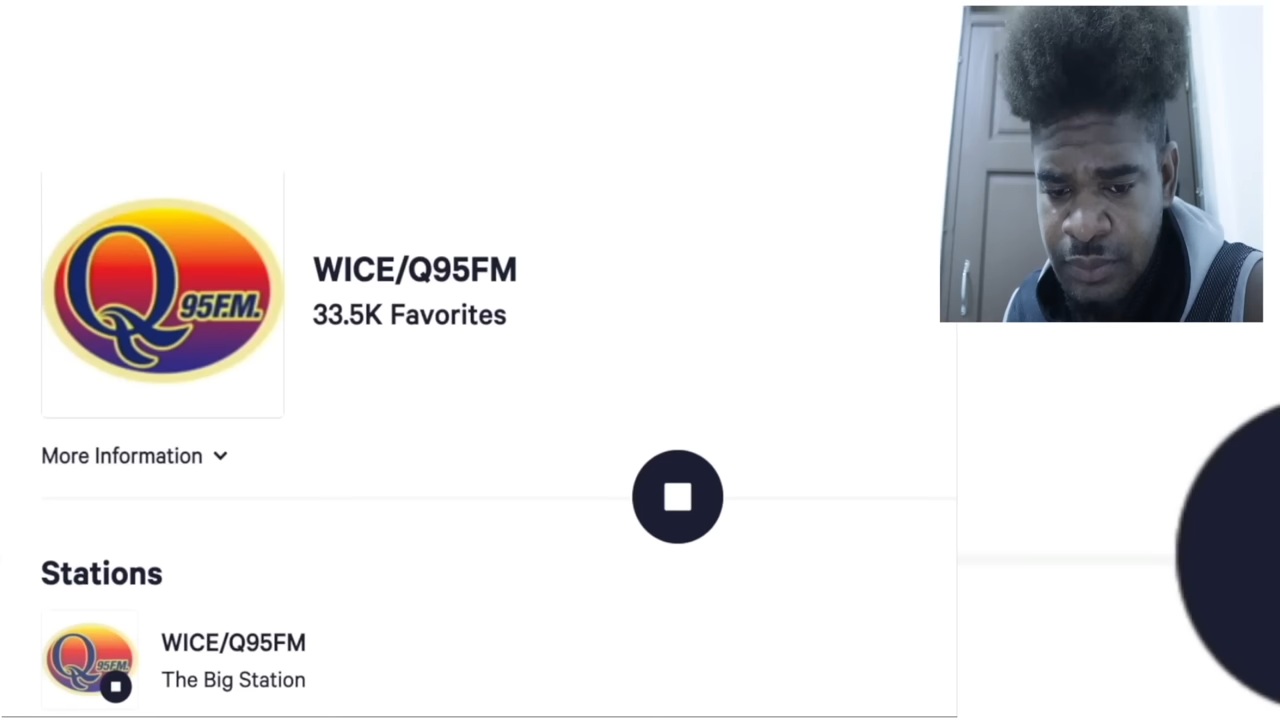 Q 95F.M.
WICE/Q95FM
33.5K Favorites
More Information
Stations
Q 95FM.
WICE/Q95FM
The Big Station